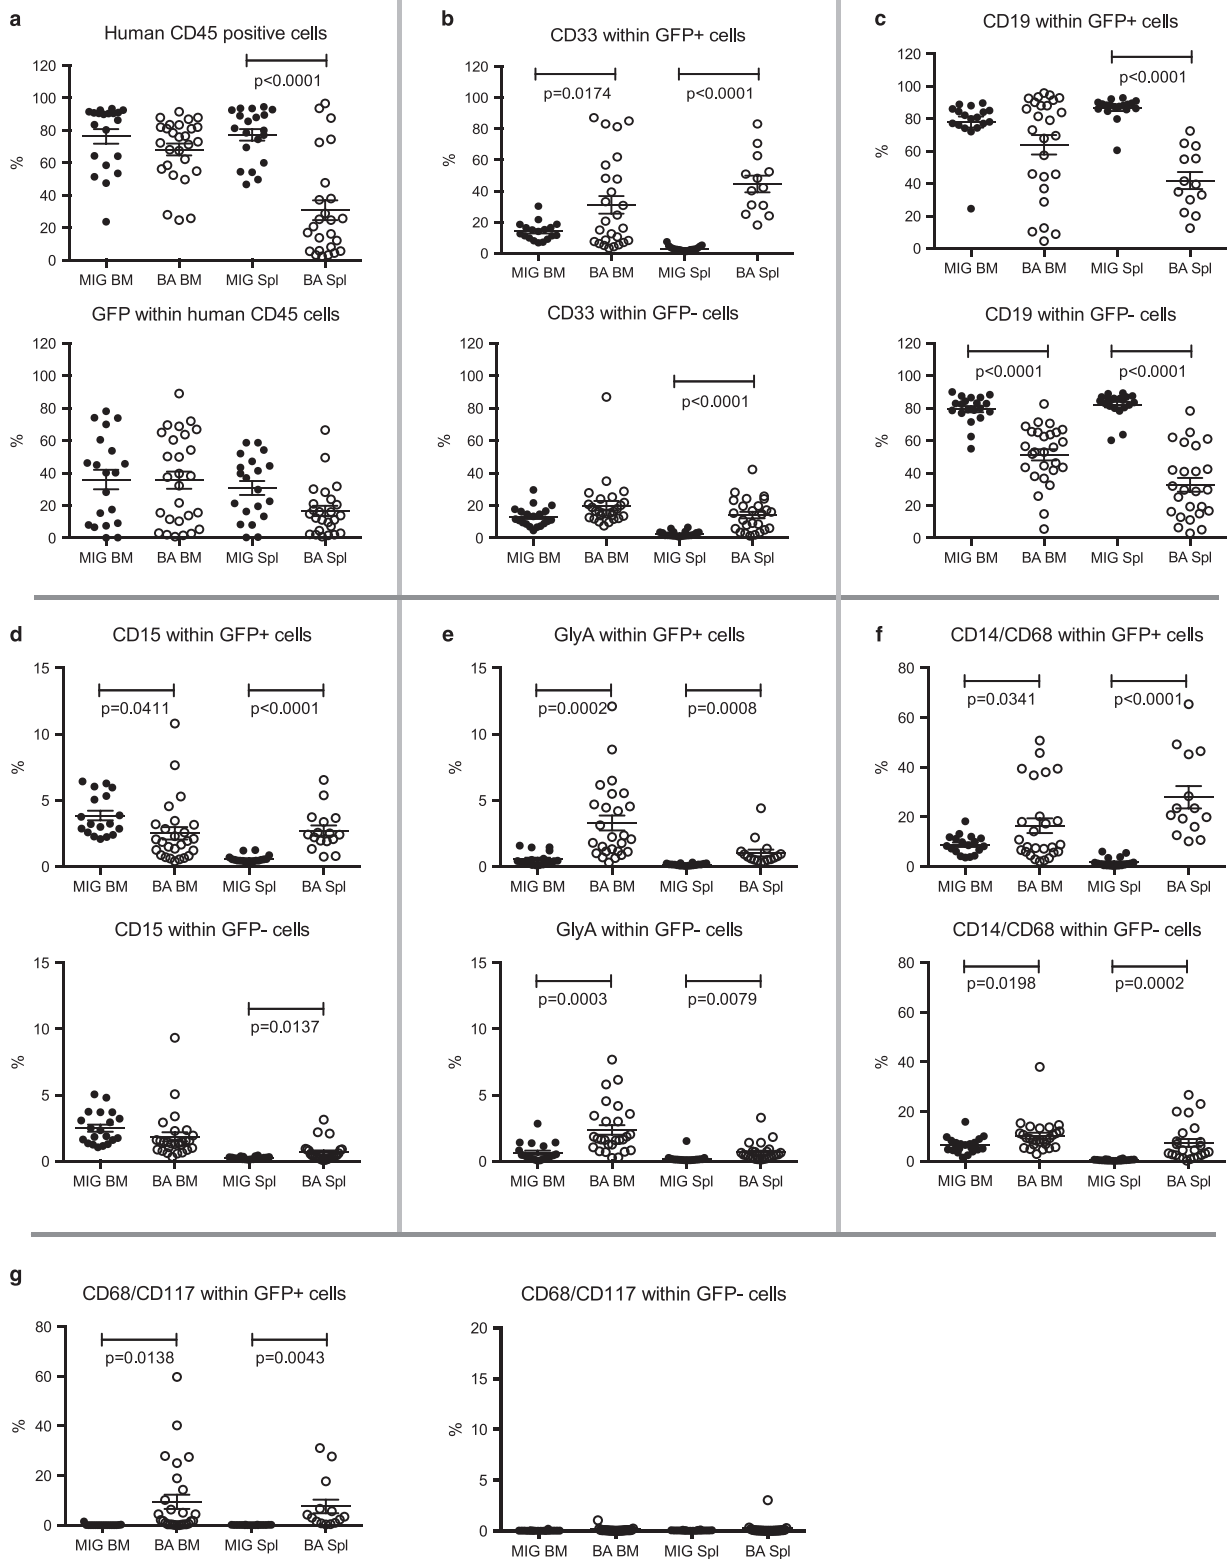 a
Human CD45 positive cells
p<0.0001
120
100
80
60
40
20
0
%
MIG BM BA BM MIG Spl BA Spl
GFP within human CD45 cells
120
100
80
60
40
20
0
%
MIG BM BA BM MIG Spl BA Spl
b
CD33 within GFP+ cells
p=0.0174 p<0.0001
120
100
80
60
40
20
0
%
MIG BM BA BM MIG Spl BA Spl
CD33 within GFP- cells
p<0.0001
120
100
80
60
40
20
0
%
MIG BM BA BM MIG Spl BA Spl
c
CD19 within GFP+ cells
p<0.0001
120
100
80
60
40
20
0
%
MIG BM BA BM MIG Spl BA Spl
CD19 within GFP- cells
p<0.0001 p<0.0001
120
100
80
60
40
20
0
%
MIG BM BA BM MIG Spl BA Spl
d
CD15 within GFP+ cells
p=0.0411 p<0.0001
15
10
5
0
%
MIG BM BA BM MIG Spl BA Spl
CD15 within GFP- cells
p=0.0137
15
10
5
0
%
MIG BM BA BM MIG Spl BA Spl
e
GlyA within GFP+ cells
p=0.0002 p=0.0008
15
10
5
0
%
MIG BM BA BM MIG Spl BA Spl
GlyA within GFP- cells
p=0.0003 p=0.0079
15
10
5
0
%
MIG BM BA BM MIG Spl BA Spl
f
CD14/CD68 within GFP+ cells
p=0.0341 p<0.0001
80
60
40
20
0
%
MIG BM BA BM MIG Spl BA Spl
CD14/CD68 within GFP- cells
p=0.0198 p=0.0002
80
60
40
20
0
%
MIG BM BA BM MIG Spl BA Spl
g
CD68/CD117 within GFP+ cells
p=0.0138 p=0.0043
80
60
40
20
0
%
MIG BM BA BM MIG Spl BA Spl
CD68/CD117 within GFP- cells
20
15
10
5
0
%
MIG BM BA BM MIG Spl BA Spl